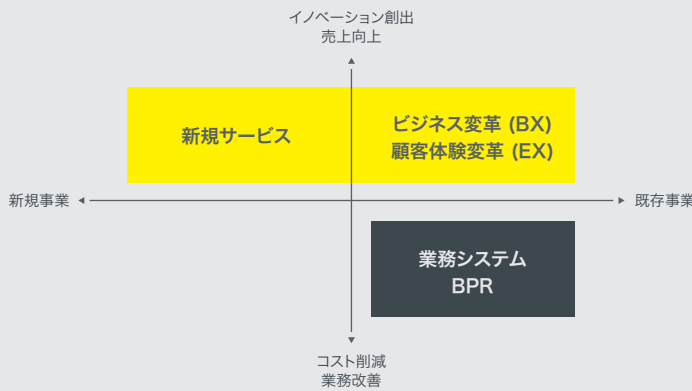 イノベーション創出
売上向上
新規サービス
ビジネス変革 (BX)
顧客体験変革 (EX)
新規事業
既存事業
業務システム
BPR
コスト削減
業務改善